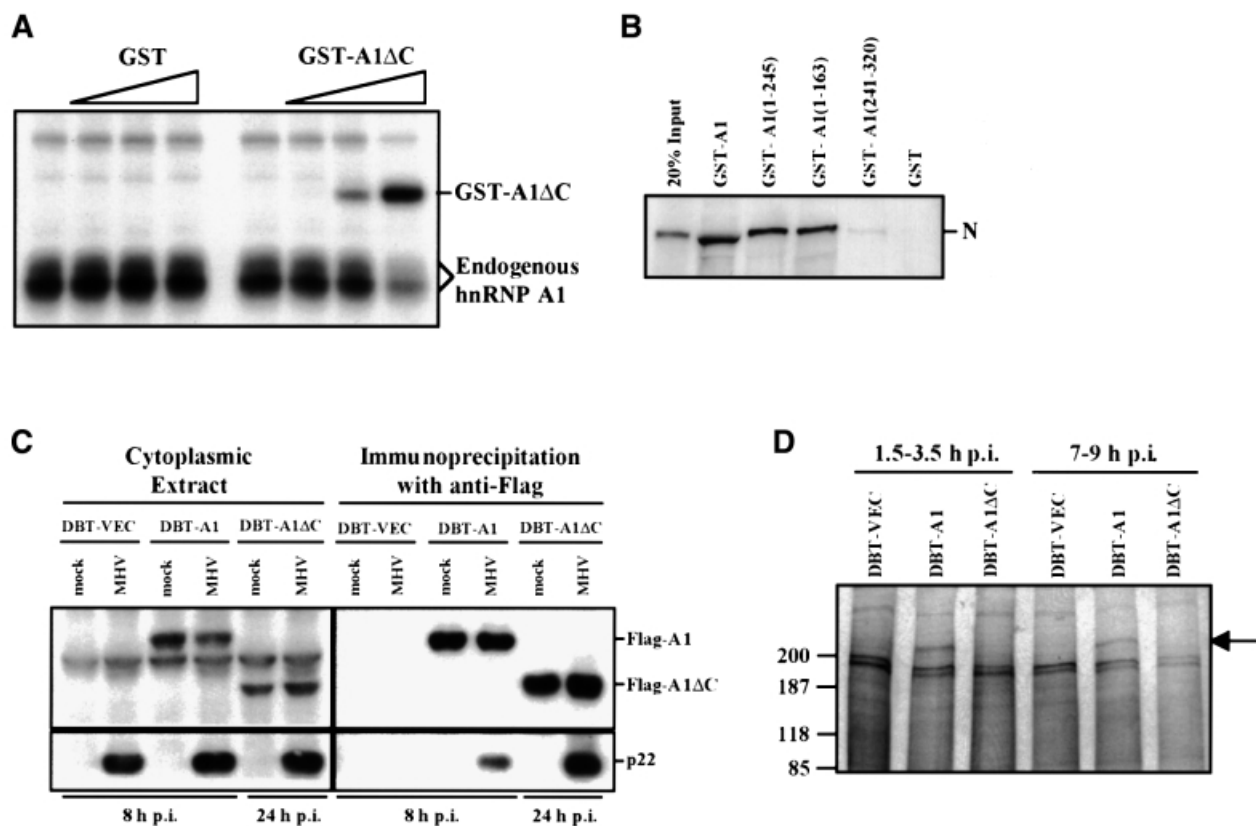 A
GST
GST-A1ΔC
GST-A1ΔC
Endogenous
hnRNP A1
B
20% Input
GST-A1
GST- A1(1-245)
GST- A1(1-163)
GST- A1(241-320)
GST
N
C
Cytoplasmic
Extract
Immunoprecipitation
with anti-Flag
DBT-VEC
DBT-A1
DBT-A1ΔC
DBT-VEC
DBT-A1
DBT-A1ΔC
mock
MHV
mock
MHV
mock
MHV
mock
MHV
mock
MHV
mock
MHV
Flag-A1
Flag-A1ΔC
p22
8 h p.i.
24 h p.i.
8 h p.i.
24 h p.i.
D
1.5-3.5 h p.i.
7-9 h p.i.
DBT-VEC
DBT-A1
DBT-A1ΔC
DBT-VEC
DBT-A1
DBT-A1ΔC
200
187
118
85